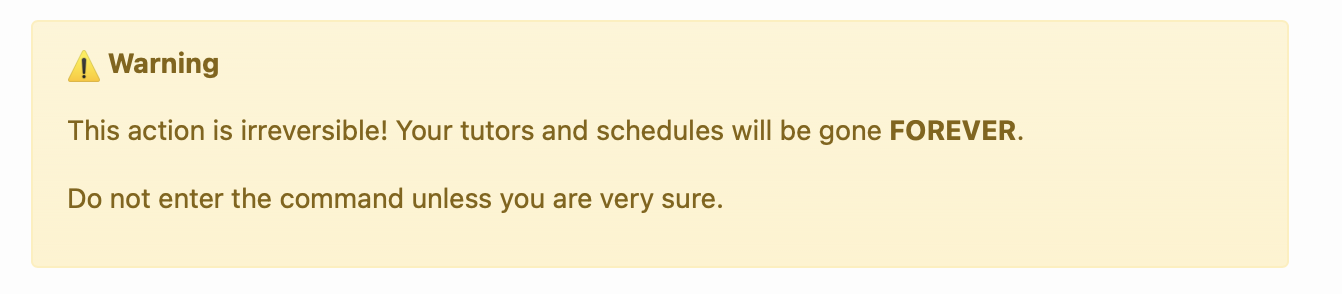 ⚠️ Warning
This action is irreversible! Your tutors and schedules will be gone FOREVER.
Do not enter the command unless you are very sure.